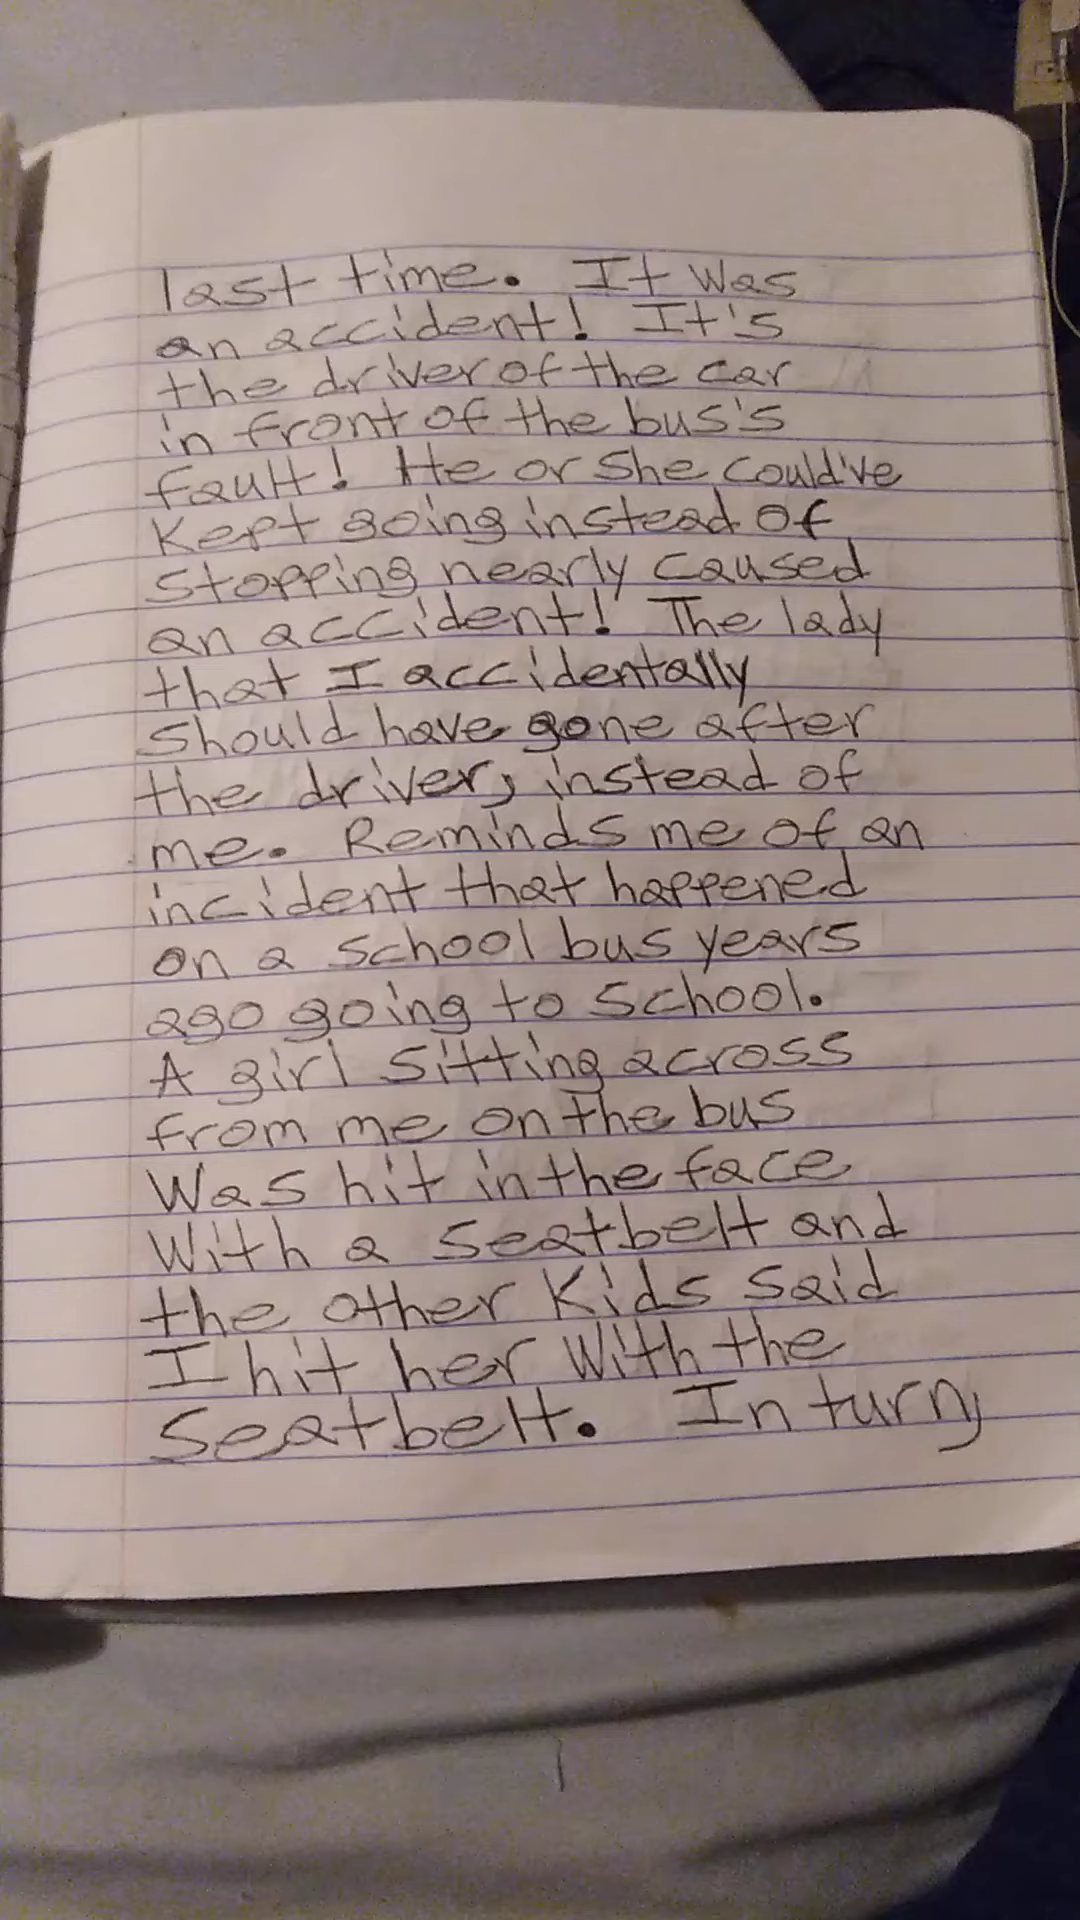 last time. It was
an accident! It's
the driver of the car
in front of the bus's
fault! He or She could've
Kept going instead of
stopping nearly caused
an accident! The lady
that I accidentally
Should have gone after
the driver, instead of
me. Reminds me of an
incident that happened
on a school bus years
ago going to School.
A girl sitting across
from me on the bus
Was hit in the face
With a seatbelt and
the other Kids said
I hit her With the
Seatbelt. In turn,